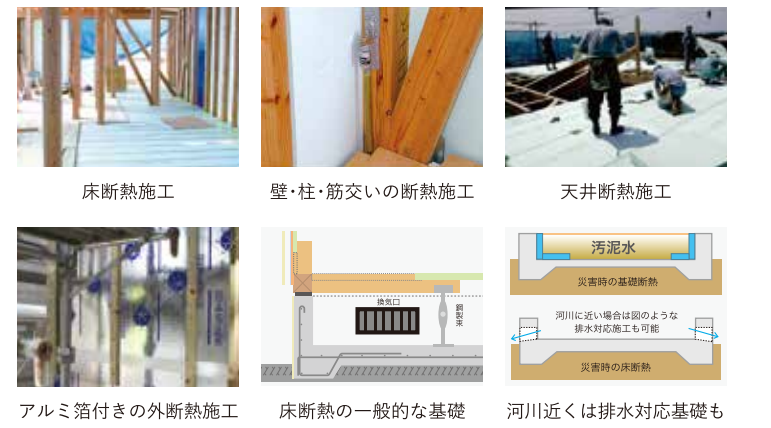 床断熱施工
壁・柱・筋交いの断熱施工
天井断熱施工
換気口
鋼製束
汚泥水
災害時の基礎断熱
河川に近い場合は図のような
排水対応施工も可能
災害時の床断熱
アルミ箔付きの外断熱施工
床断熱の一般的な基礎
河川近くは排水対応基礎も